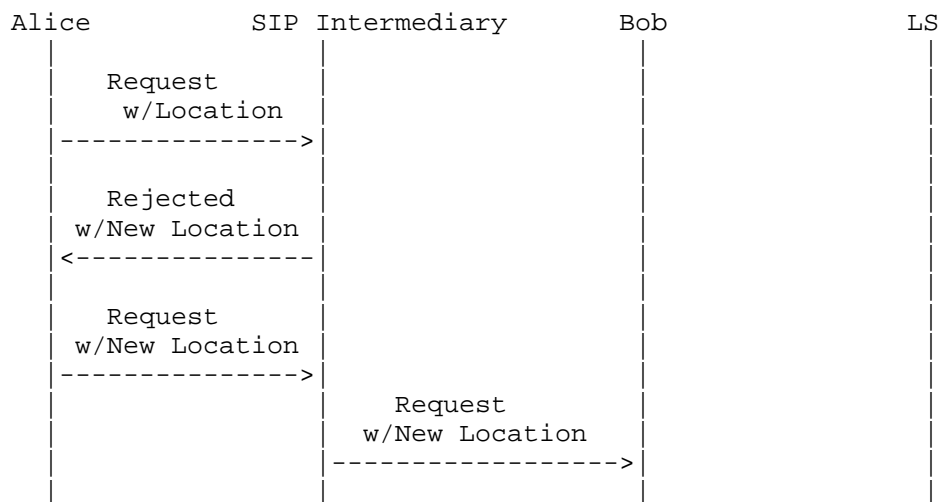 Alice SIP Intermediary Bob LS
Request
w/Location
Rejected
w/New Location
Request
w/New Location
Request
w/New Location